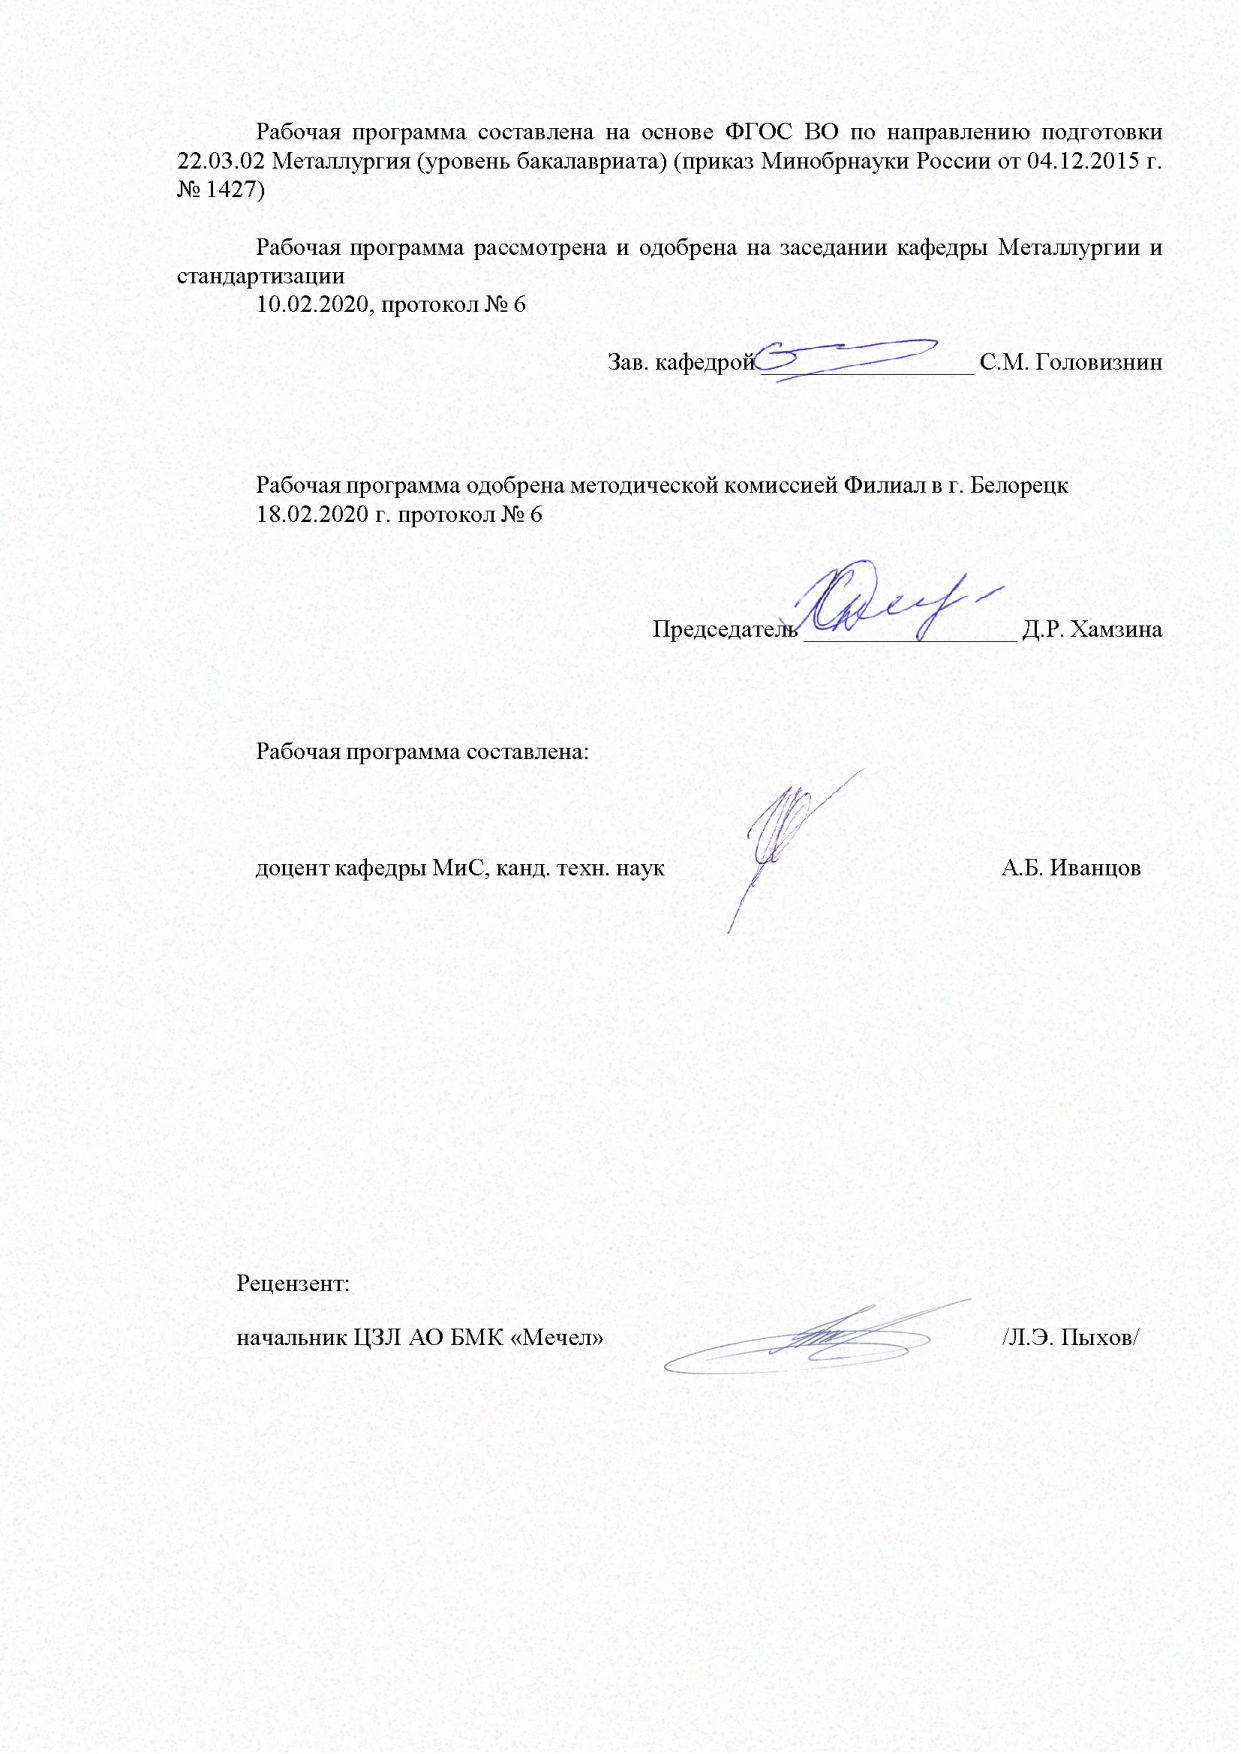 Рабочая программа составлена на основе ФГОС ВО по направлению подготовки
22.03.02 Металлургия (уровень бакалавриата) (приказ Минобрнауки России от 04.12.2015 г.
№ 1427)
Рабочая программа рассмотрена и одобрена на заседании кафедры Металлургии и
стандартизации
10.02.2020, протокол № 6
Зав. кафедрой _________________ С.М. Головизнин
Рабочая программа одобрена методической комиссией Филиал в г. Белорецк
18.02.2020 г. протокол № 6
Председатель _________________ Д.Р. Хамзина
Рабочая программа составлена:
доцент кафедры МиС, канд. техн. наук А.Б. Иванцов
Рецензент:
начальник ЦЗЛ АО БМК «Мечел» /Л.Э. Пыхов/